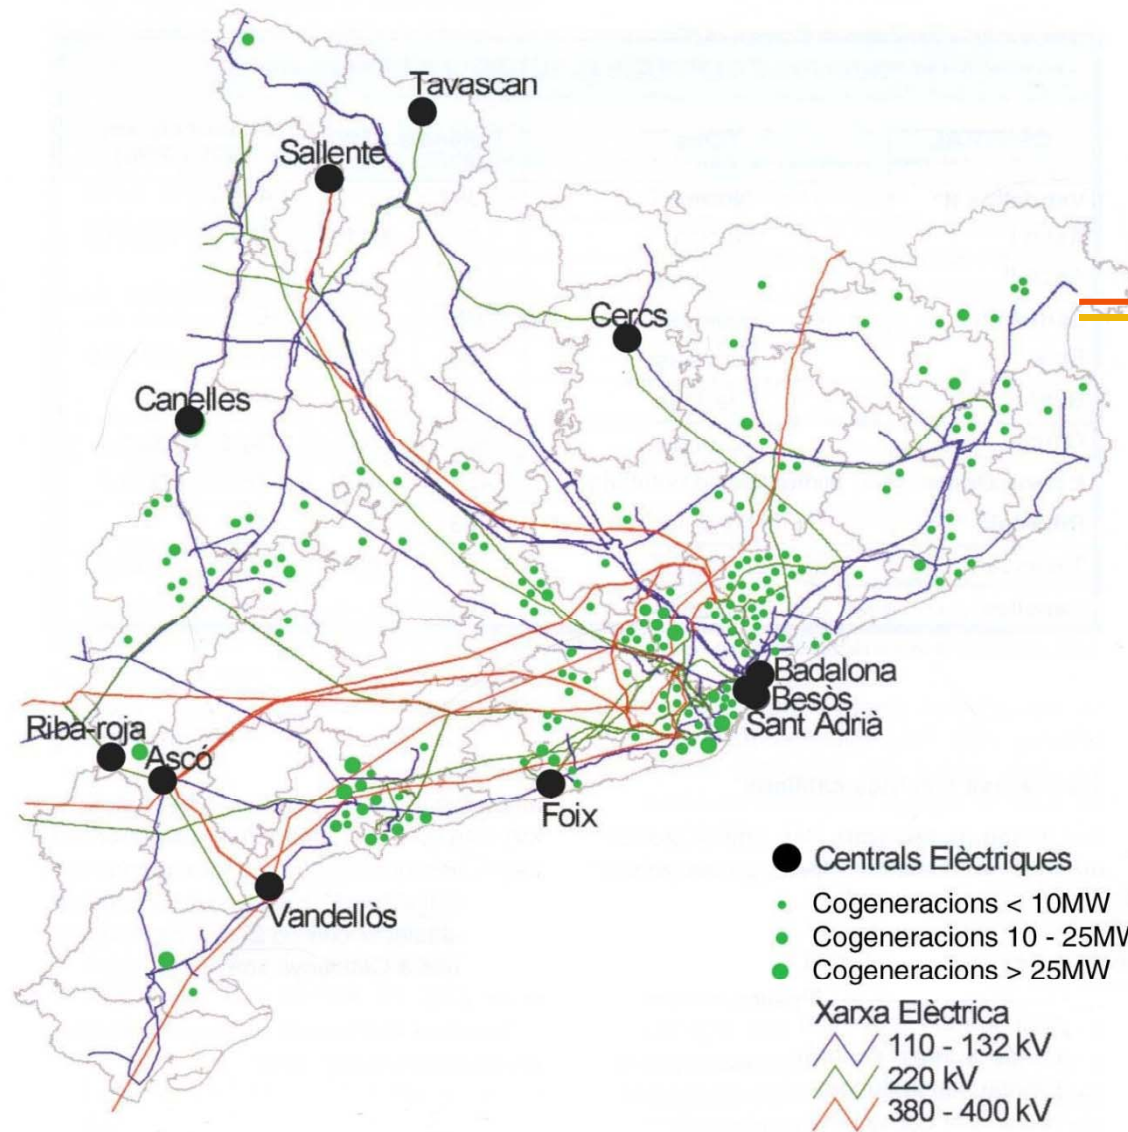 Tavascan
Sallente
Cercs
Canelles
Badalona
Besòs
Sant Adrià
Riba-roja
Ascó
Foix
Vandellòs
Centrals Elèctriques
Cogeneracions < 10MW
Cogeneracions 10 - 25MW
Cogeneracions > 25MW
Xarxa Elèctrica
110 - 132 kV
220 kV
380 - 400 kV